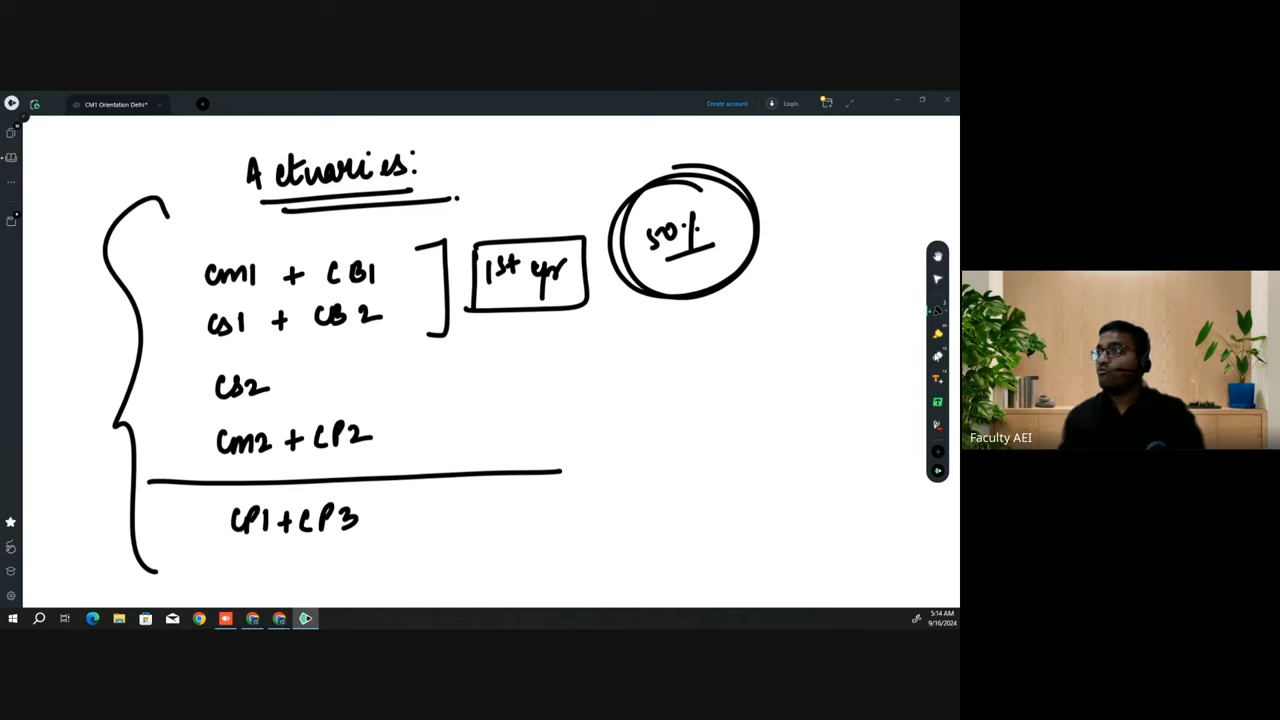 CM1 Orientation Delhi*
Create account
Login
Actuaries:
CM1 + CB1
1st yr
50%
CS1 + CB2
CS2
CM2 + CP2
CP1 + CP3
Faculty AEI
5:14 AM
9/16/2024